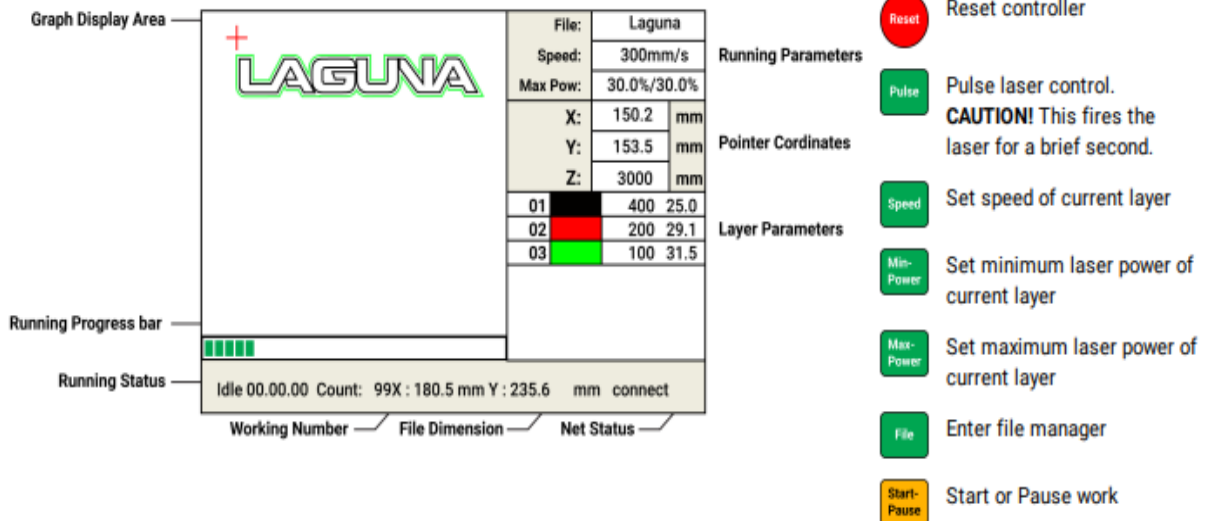 Graph Display Area
LAGUNA
File: Laguna
Speed: 300mm/s
Max Pow: 30.0%/30.0%
Running Parameters
X: 150.2 mm
Y: 153.5 mm
Z: 3000 mm
Pointer Cordinates
01 400 25.0
02 200 29.1
03 100 31.5
Layer Parameters
Running Progress bar
Running Status
Idle 00.00.00 Count: 99X : 180.5 mm Y : 235.6 mm connect
Working Number
File Dimension
Net Status
Reset
Reset controller
Pulse
Pulse laser control.
CAUTION! This fires the
laser for a brief second.
Speed
Set speed of current layer
Min-
Power
Set minimum laser power of
current layer
Max-
Power
Set maximum laser power of
current layer
File
Enter file manager
Start-
Pause
Start or Pause work